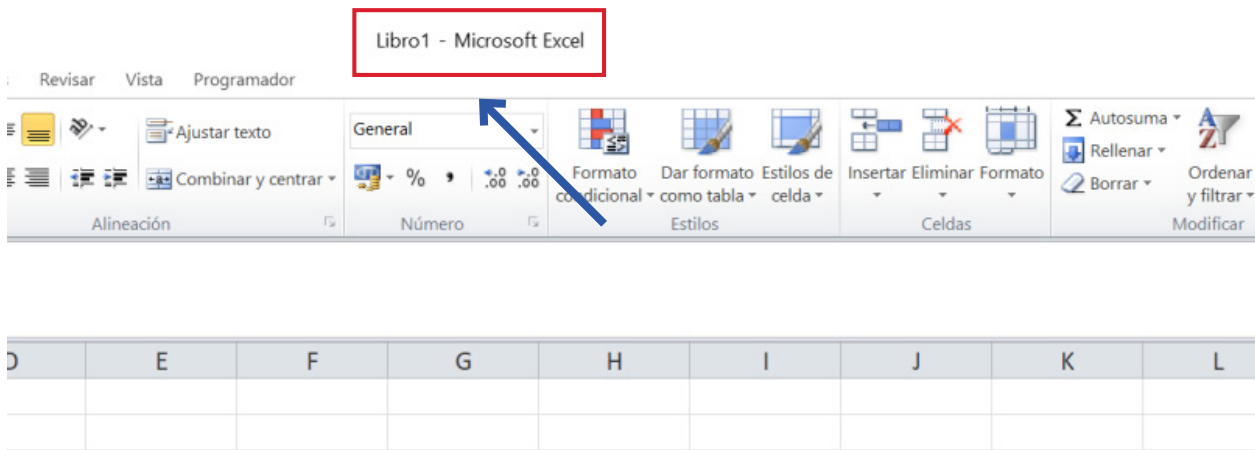 Libro1 - Microsoft Excel
Revisar Vista Programador
Ajustar texto
General
Σ Autosuma
Rellenar
Combinar y centrar
% , ,0 ,00 ,00 ,0
Formato condicional
Dar formato como tabla
Estilos de celda
Insertar Eliminar Formato
Borrar
Ordenar y filtrar
Alineación Número Estilos Celdas Modificar
E F G H I J K L